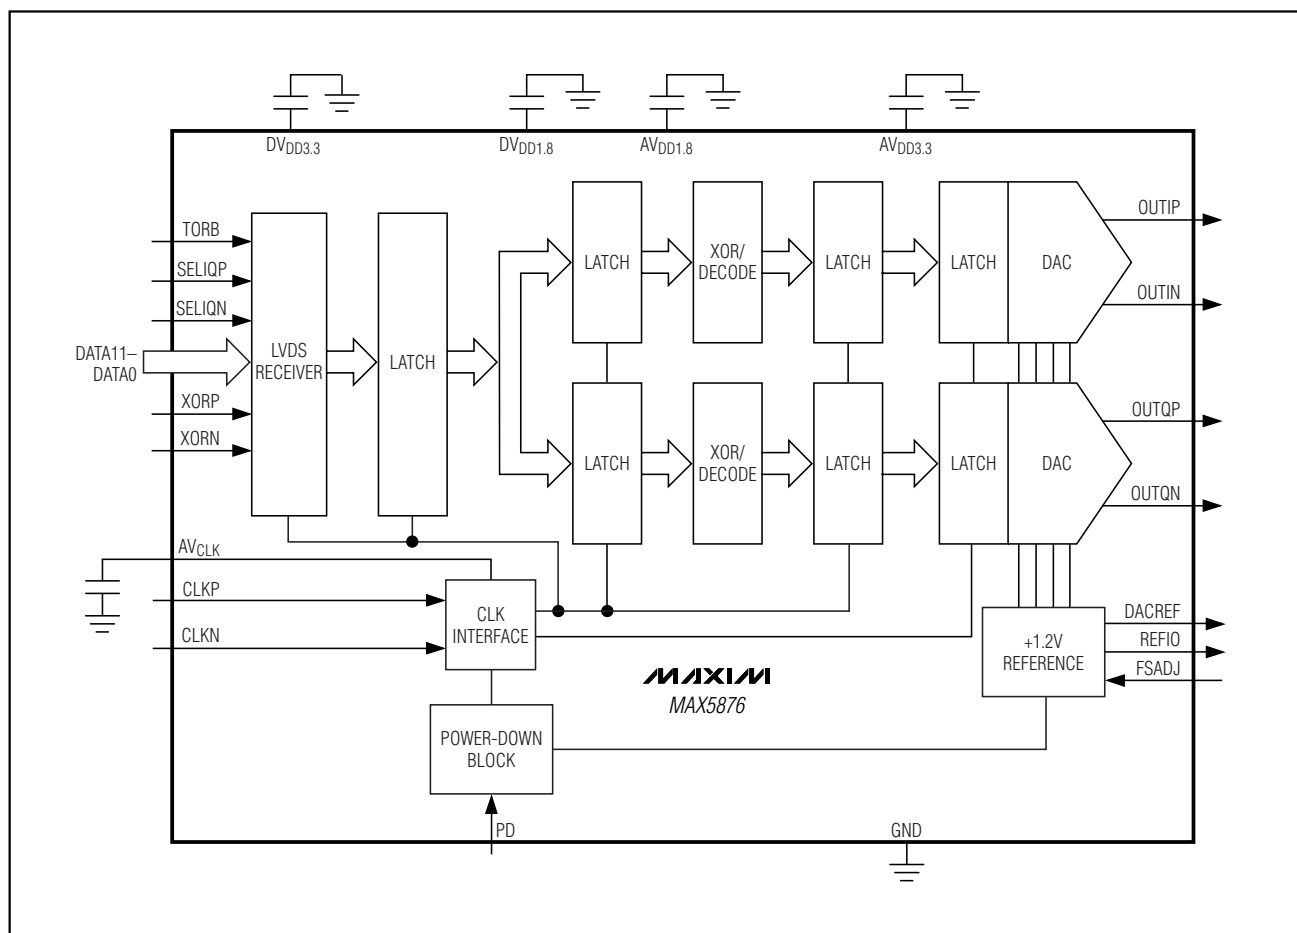 DVDD3.3
DVDD1.8
AVDD1.8
AVDD3.3
TORB
SELIQP
SELIQN
DATA11–
DATA0
XORP
XORN
LVDS
RECEIVER
LATCH
LATCH
XOR/
DECODE
LATCH
LATCH
DAC
OUTIP
OUTIN
LATCH
XOR/
DECODE
LATCH
LATCH
DAC
OUTQP
OUTQN
AVCLK
CLKP
CLKN
CLK
INTERFACE
+1.2V
REFERENCE
DACREF
REFIO
FSADJ
MAXIM
MAX5876
POWER-DOWN
BLOCK
PD
GND